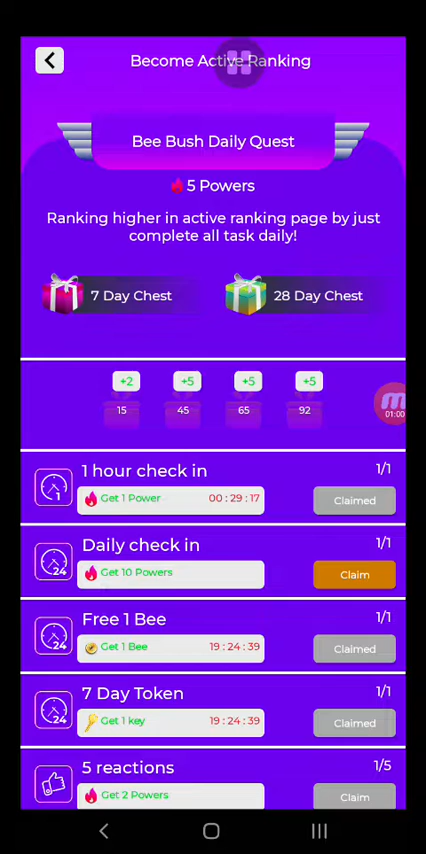 Become Active Ranking
Bee Bush Daily Quest
5 Powers
Ranking higher in active ranking page by just
complete all task daily!
7 Day Chest
28 Day Chest
+2 +5 +5 +5
15 45 65 92
01:00
1 hour check in 1/1
1 Get 1 Power 00 : 29 : 17 Claimed
Daily check in 1/1
24 Get 10 Powers Claim
Free 1 Bee 1/1
24 Get 1 Bee 19 : 24 : 39 Claimed
7 Day Token 1/1
24 Get 1 key 19 : 24 : 39 Claimed
5 reactions 1/5
Get 2 Powers Claim